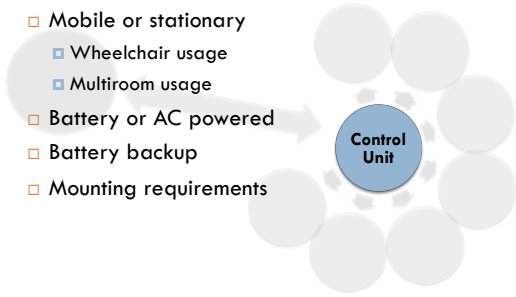 Mobile or stationary
Wheelchair usage
Multiroom usage
Battery or AC powered
Battery backup
Mounting requirements
Control
Unit